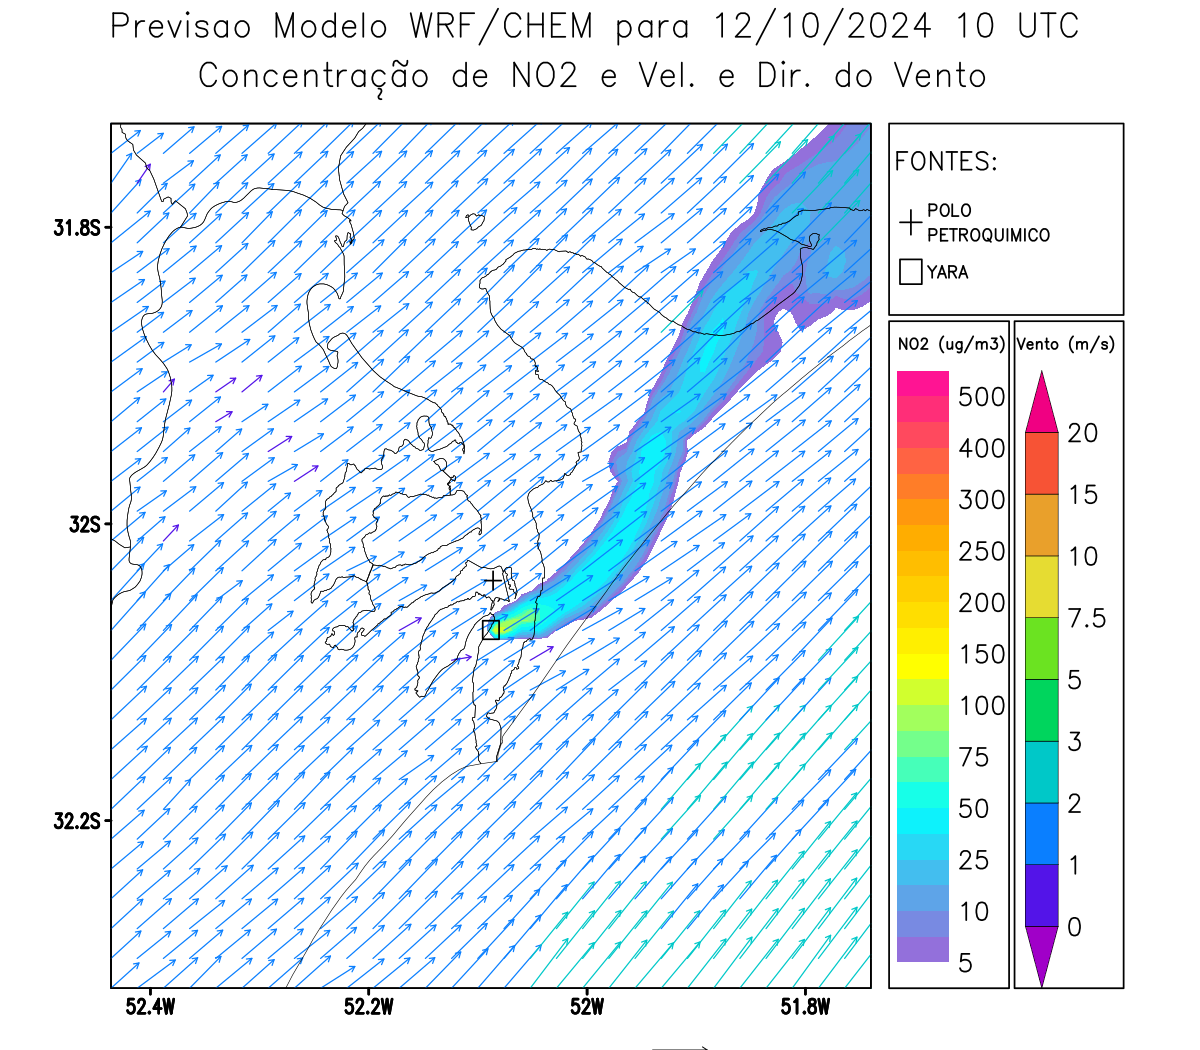 Previsao Modelo WRF/CHEM para 12/10/2024 10 UTC
Concentração de NO2 e Vel. e Dir. do Vento
FONTES:
POLO
PETROQUIMICO
YARA
NO2 (ug/m3)
500
400
300
250
200
150
100
75
50
25
10
5
Vento (m/s)
20
15
10
7.5
5
3
2
1
0
31.8S
32S
32.2S
52.4W
52.2W
52W
51.8W